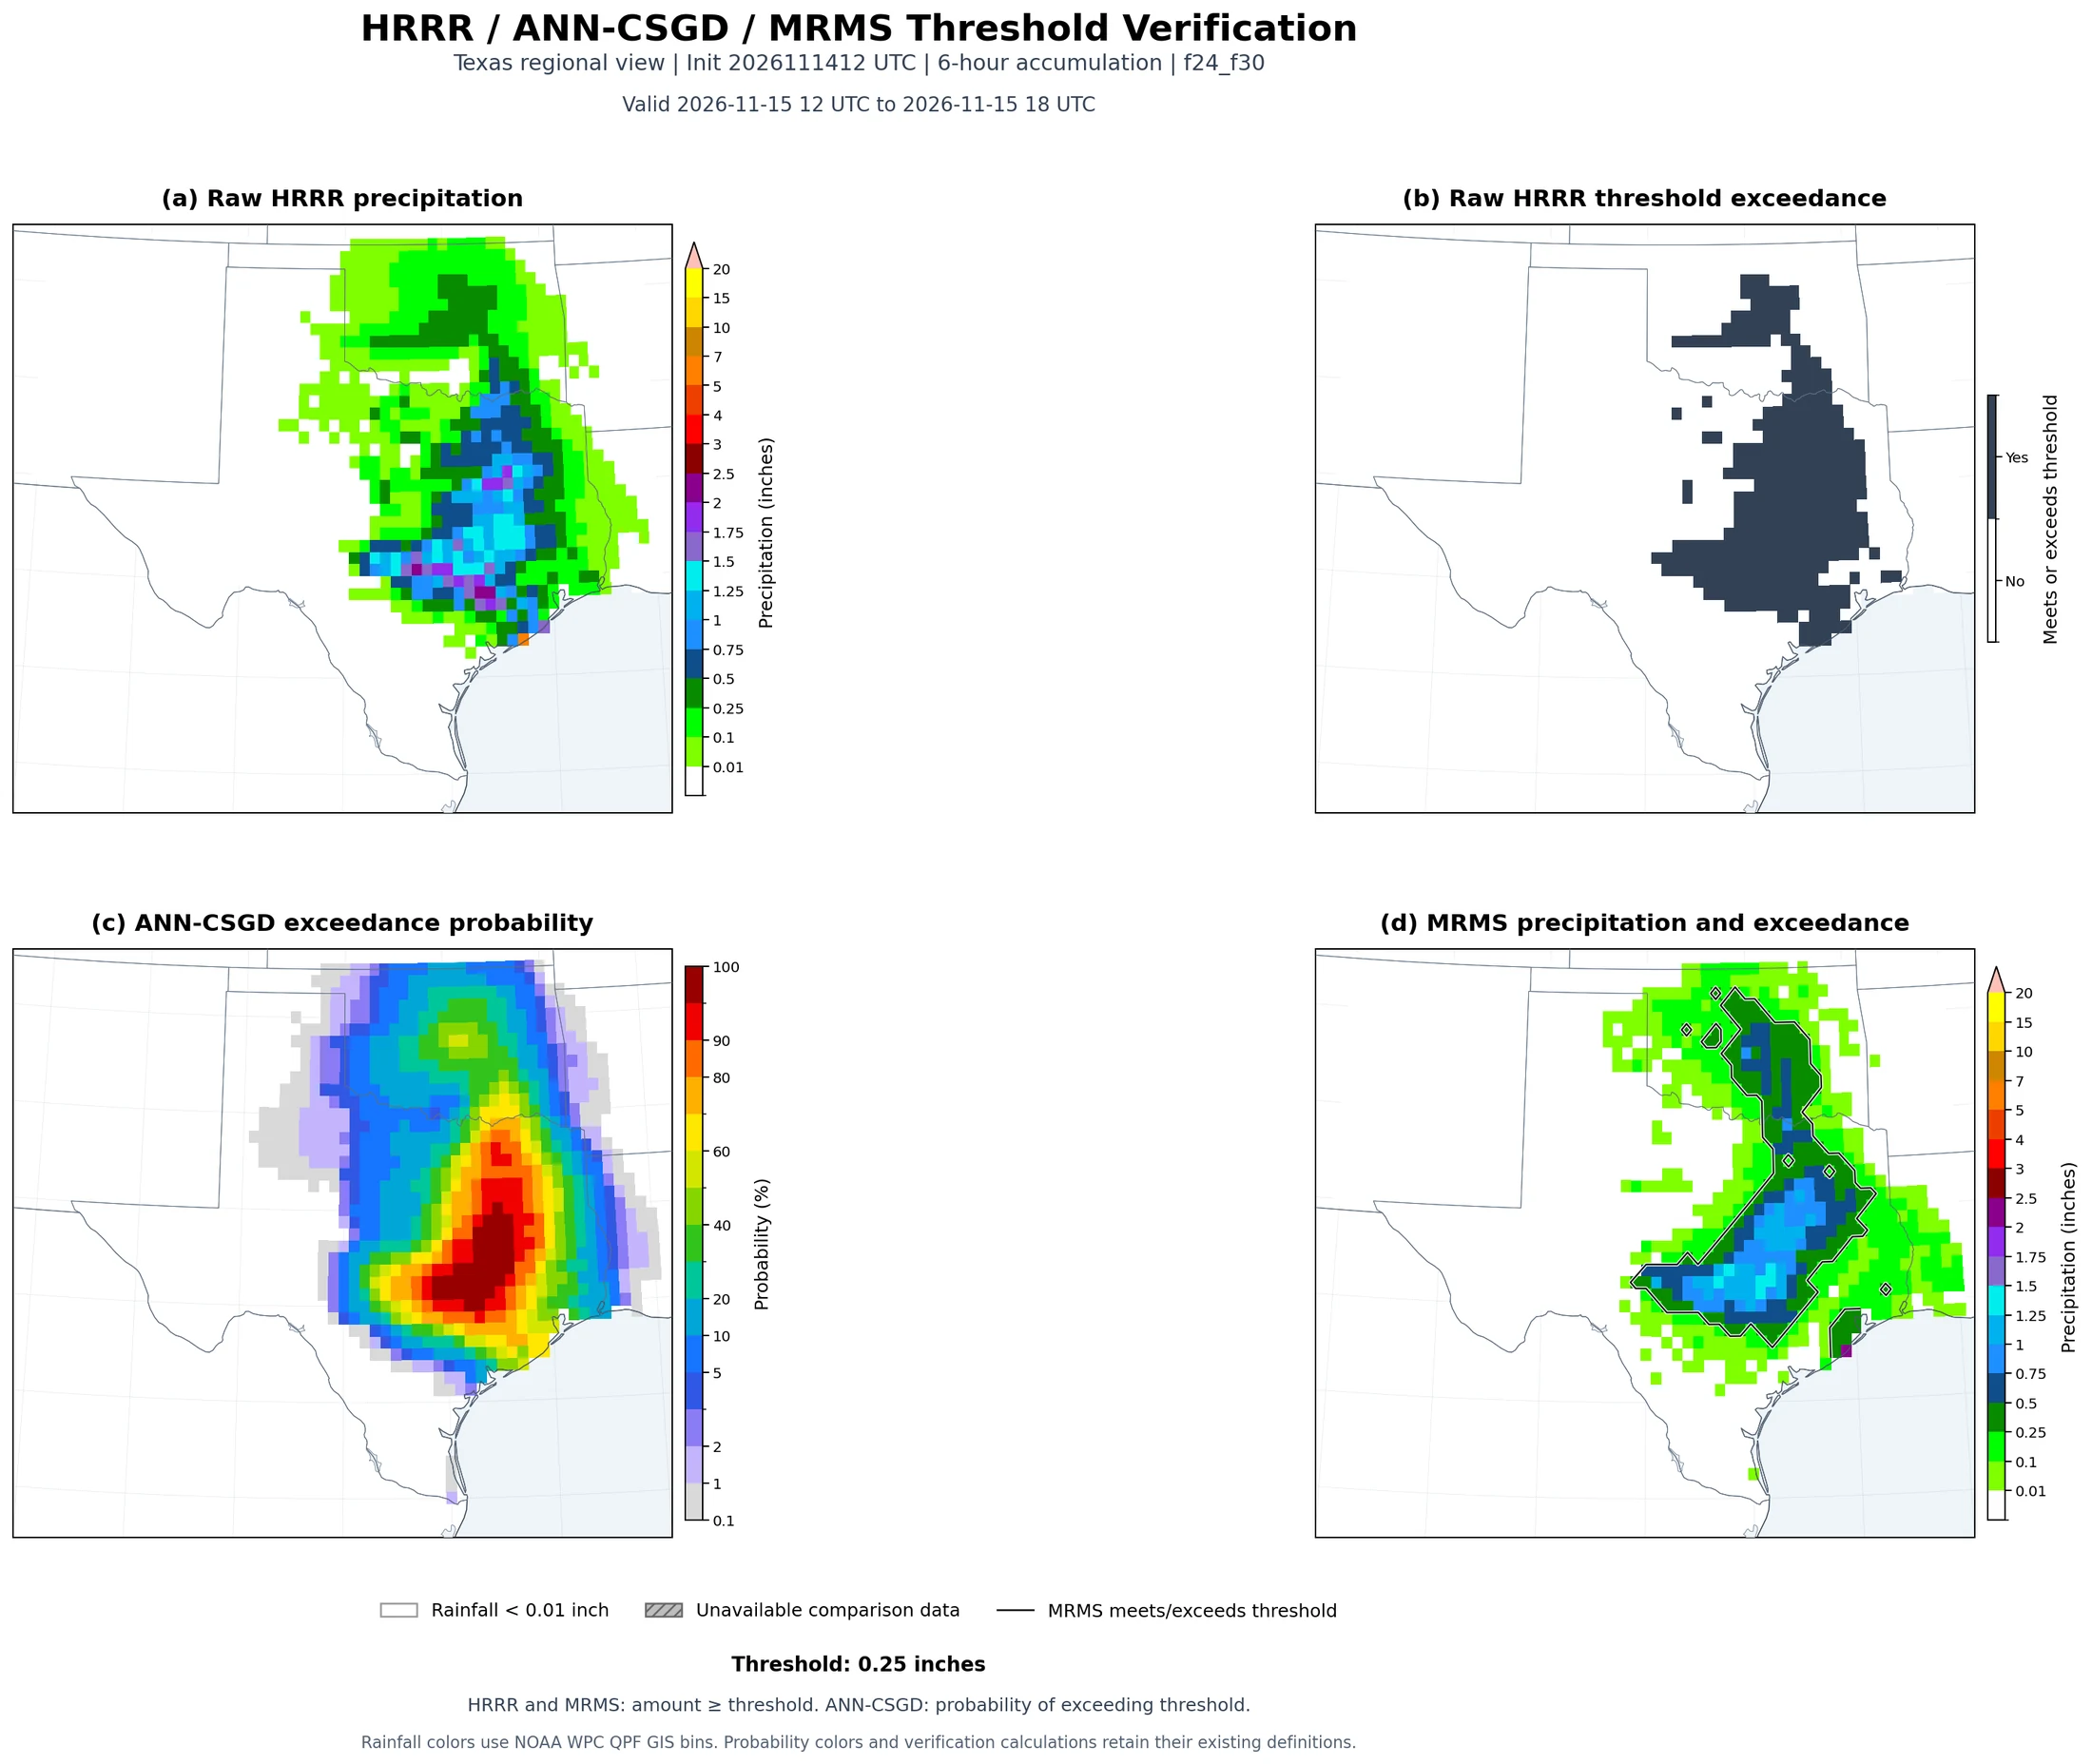 HRRR / ANN-CSGD / MRMS Threshold Verification
Texas regional view | Init 2026111412 UTC | 6-hour accumulation | f24_f30
Valid 2026-11-15 12 UTC to 2026-11-15 18 UTC
(a) Raw HRRR precipitation
20
15
10
7
5
4
3
2.5
2
1.75
1.5
1.25
1
0.75
0.5
0.25
0.1
0.01
Precipitation (inches)
(b) Raw HRRR threshold exceedance
Yes
No
Meets or exceeds threshold
(c) ANN-CSGD exceedance probability
100
90
80
60
40
20
10
5
2
1
0.1
Probability (%)
(d) MRMS precipitation and exceedance
20
15
10
7
5
4
3
2.5
2
1.75
1.5
1.25
1
0.75
0.5
0.25
0.1
0.01
Precipitation (inches)
Rainfall < 0.01 inch
Unavailable comparison data
MRMS meets/exceeds threshold
Threshold: 0.25 inches
HRRR and MRMS: amount ≥ threshold. ANN-CSGD: probability of exceeding threshold.
Rainfall colors use NOAA WPC QPF GIS bins. Probability colors and verification calculations retain their existing definitions.